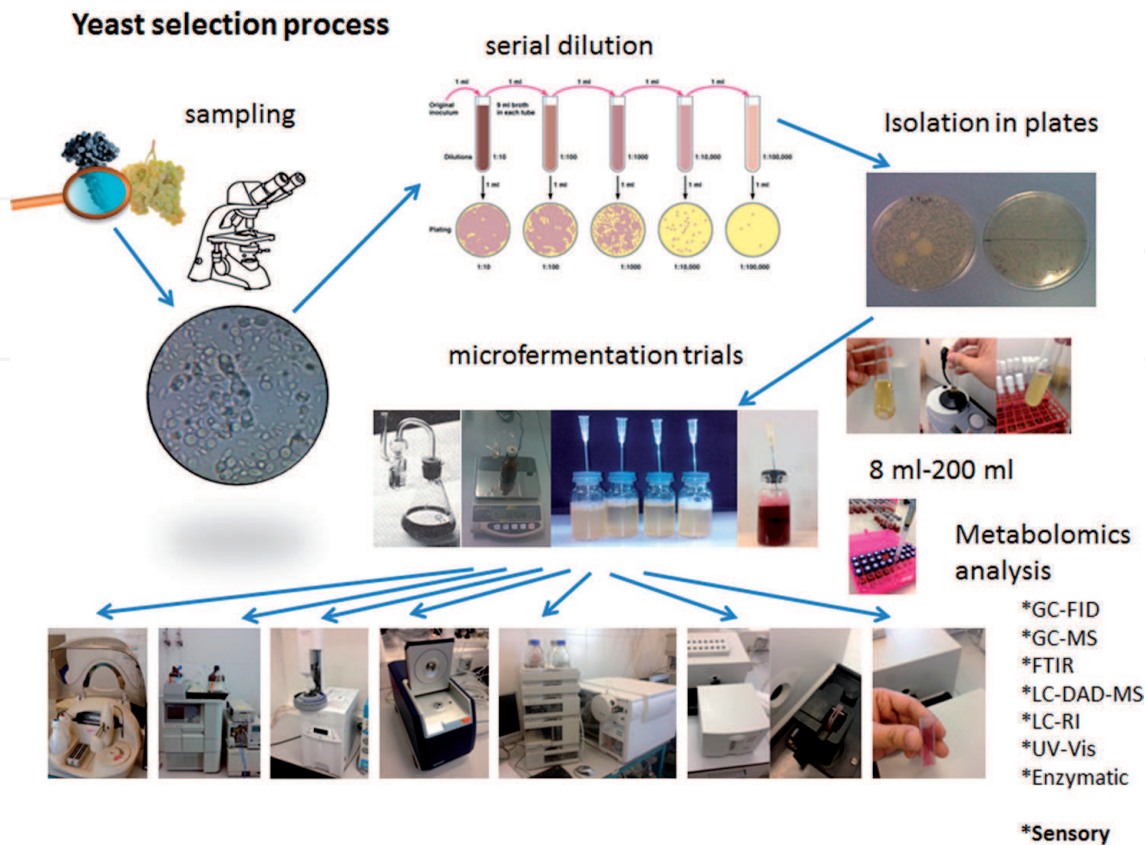 Yeast selection process
sampling
serial dilution
1 ml
1 ml
1 ml
1 ml
1 ml
Original
inoculum
9 ml broth
in each tube
Dilutions
1:10
1:100
1:1000
1:10,000
1:100,000
1 ml
1 ml
1 ml
1 ml
1 ml
Plating
1:10
1:100
1:1000
1:10,000
1:100,000
Isolation in plates
microfermentation trials
8 ml-200 ml
Metabolomics
analysis
*GC-FID
*GC-MS
*FTIR
*LC-DAD-MS
*LC-RI
*UV-Vis
*Enzymatic
*Sensory